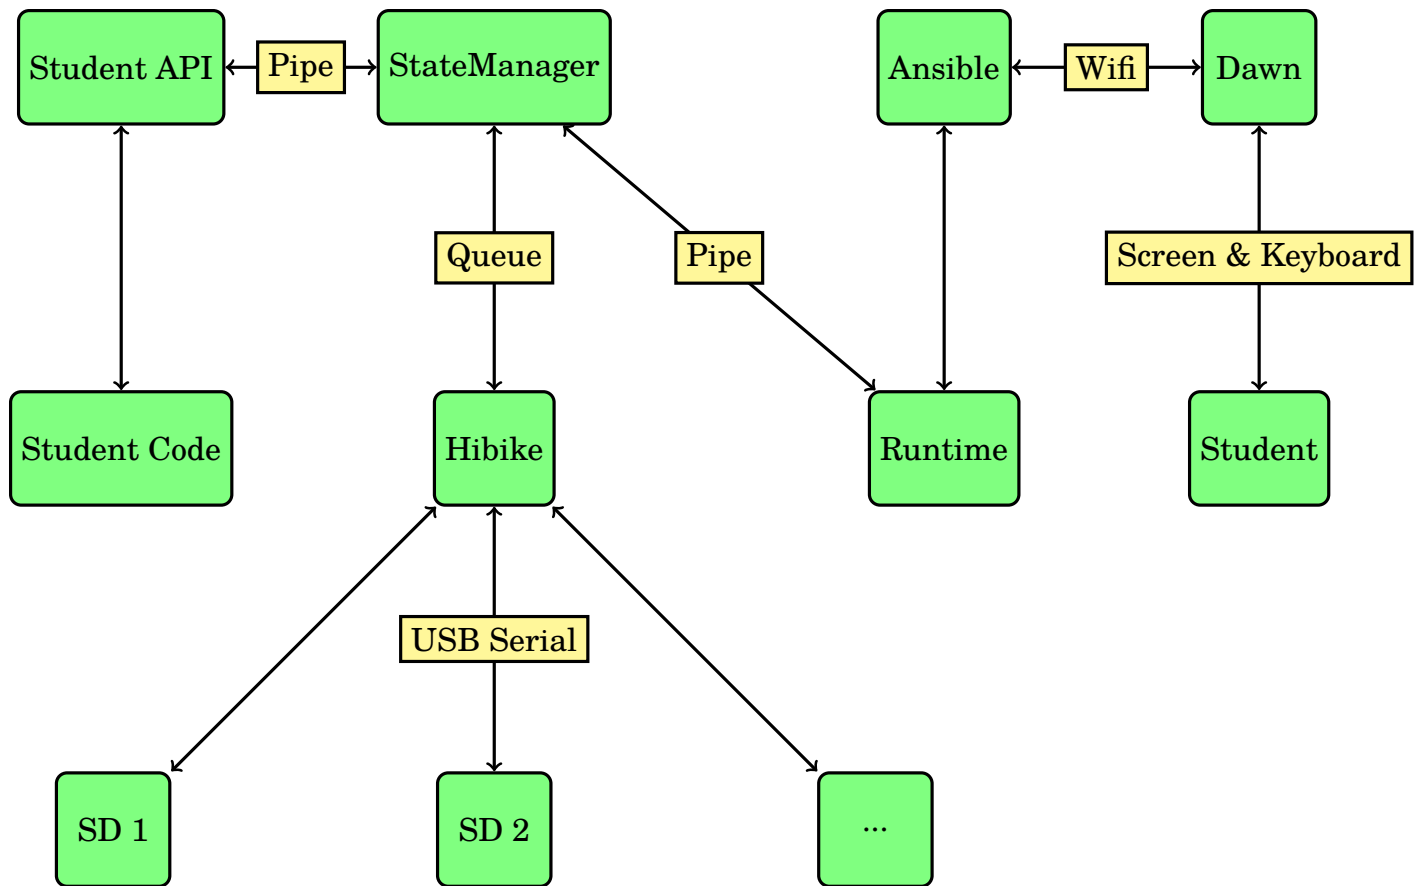 Student API
Pipe
StateManager
Ansible
Wifi
Dawn
Queue
Pipe
Screen & Keyboard
Student Code
Hibike
Runtime
Student
USB Serial
SD 1
SD 2
...